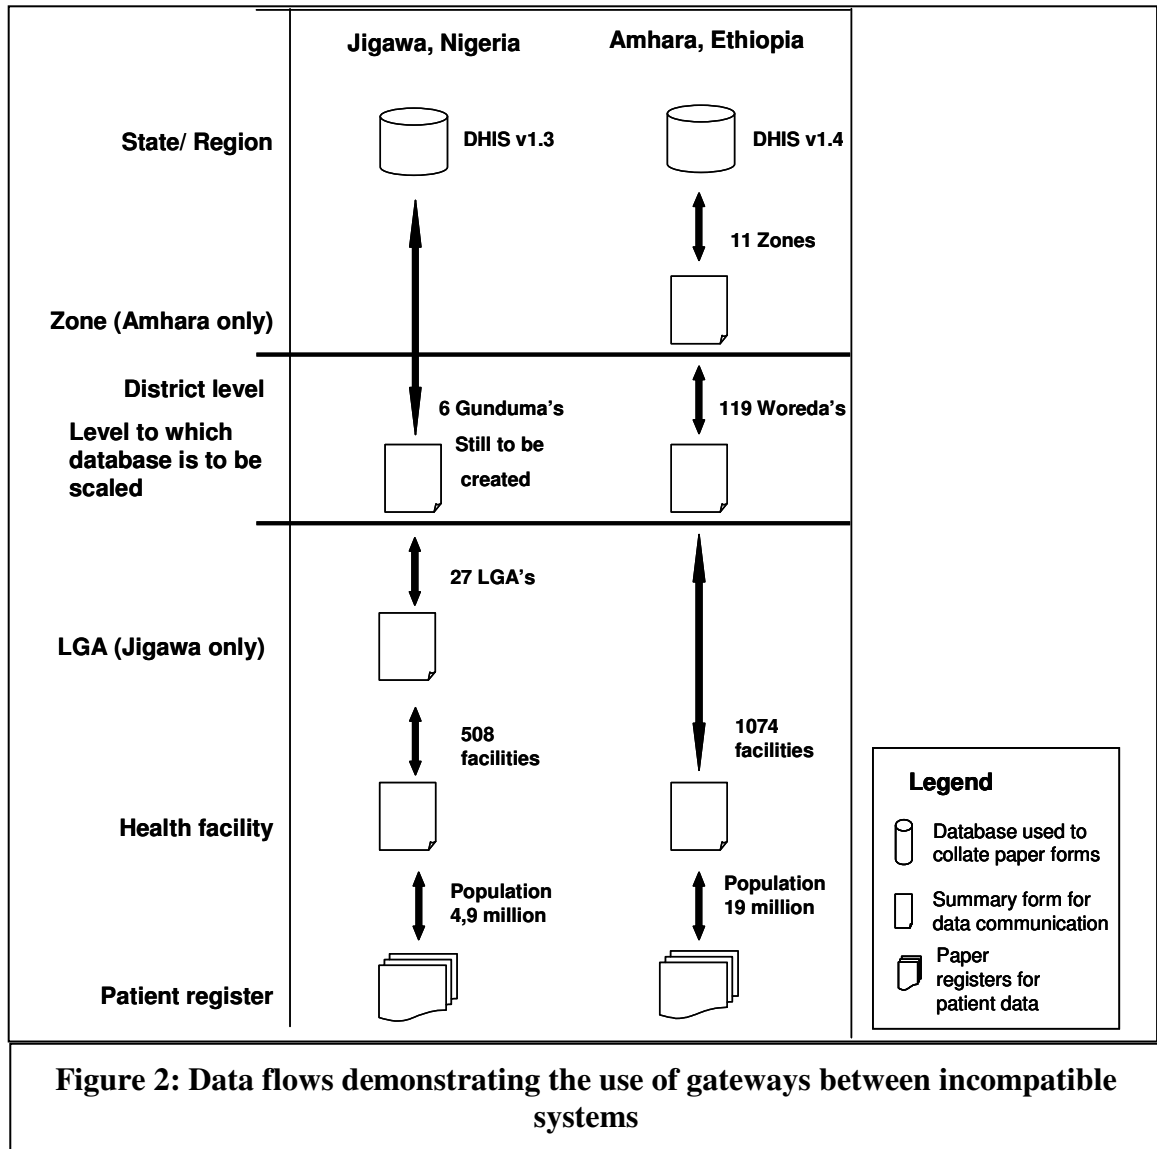 Jigawa, Nigeria
Amhara, Ethiopia
State/ Region
DHIS v1.3
DHIS v1.4
11 Zones
Zone (Amhara only)
District level
Level to which
database is to be
scaled
6 Gunduma's
Still to be
created
119 Woreda's
27 LGA's
LGA (Jigawa only)
508
facilities
1074
facilities
Health facility
Population
4,9 million
Population
19 million
Patient register
Legend
Database used to
collate paper forms
Summary form for
data communication
Paper
registers for
patient data
Figure 2: Data flows demonstrating the use of gateways between incompatible
systems